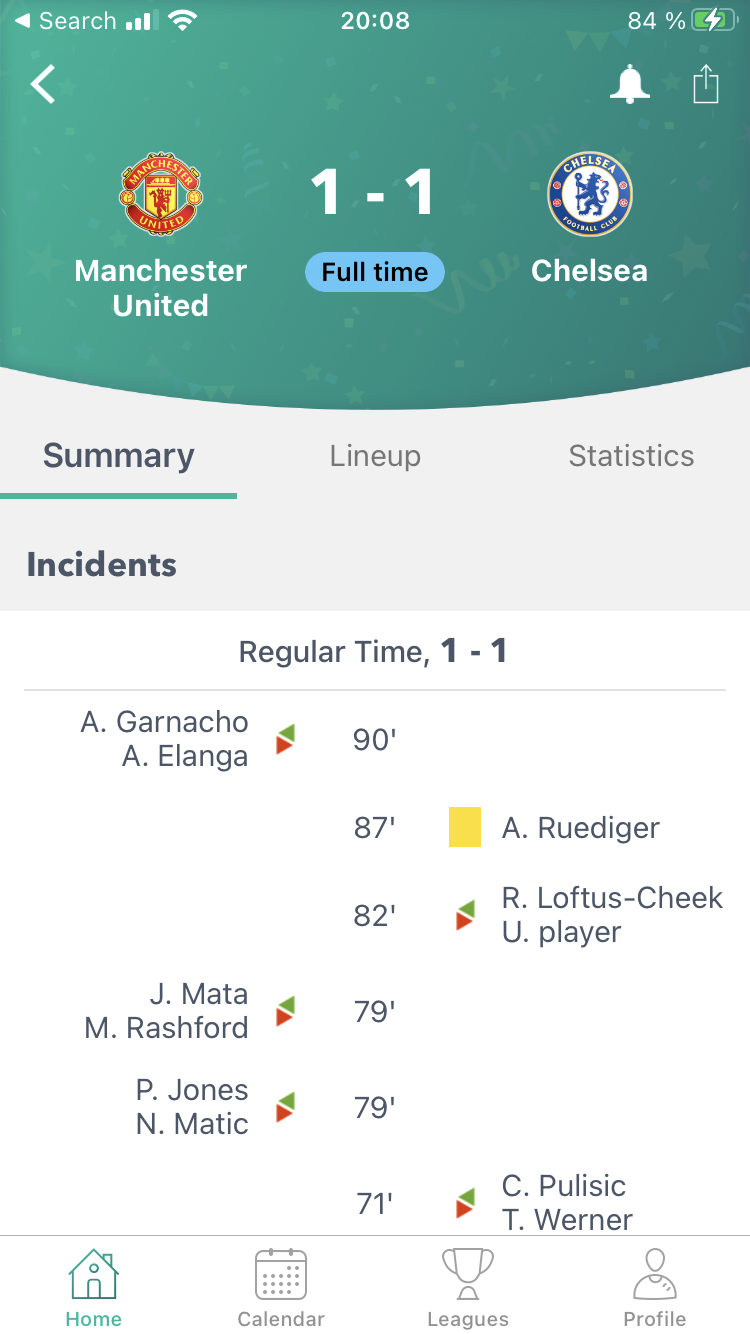 Search
20:08
84 %
MANCHESTER
UNITED
1 - 1
CHELSEA
FOOTBALL CLUB
Manchester
United
Full time
Chelsea
Summary
Lineup
Statistics
Incidents
Regular Time, 1 - 1
A. Garnacho
A. Elanga
90'
87'
A. Ruediger
82'
R. Loftus-Cheek
U. player
J. Mata
M. Rashford
79'
P. Jones
N. Matic
79'
71'
C. Pulisic
T. Werner
Home
Calendar
Leagues
Profile